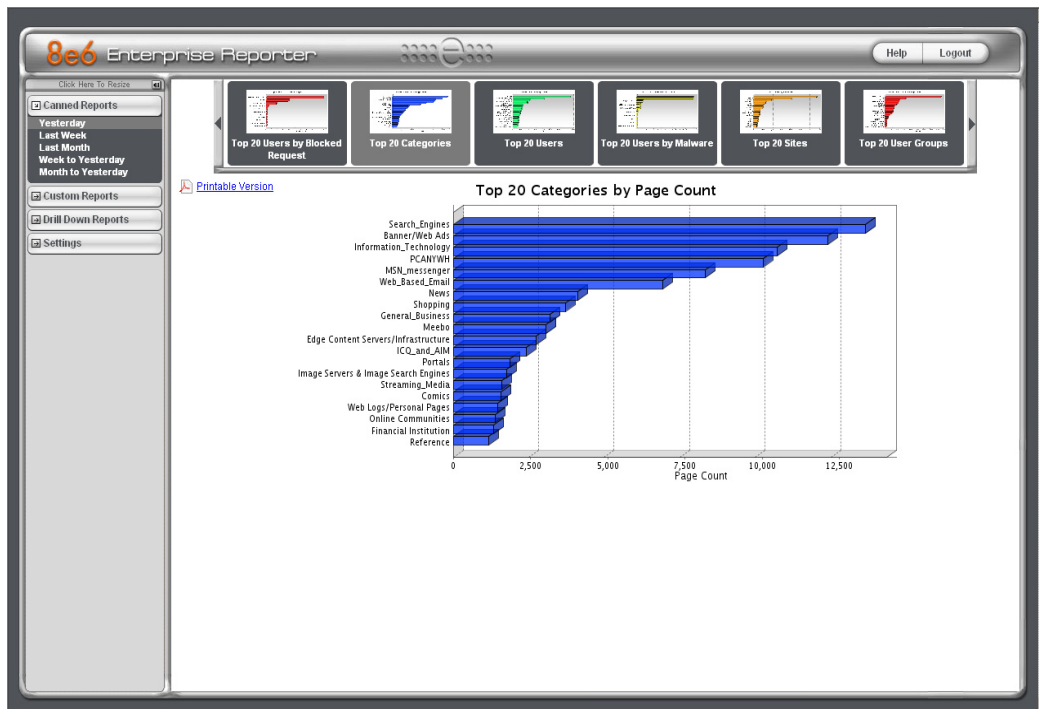 8e6 Enterprise Reporter
Help
Logout
Click Here To Resize
Canned Reports
Yesterday
Last Week
Last Month
Week to Yesterday
Month to Yesterday
Custom Reports
Drill Down Reports
Settings
Top 20 Users by Blocked
Request
Top 20 Categories
Top 20 Users
Top 20 Users by Malware
Top 20 Sites
Top 20 User Groups
Printable Version
Top 20 Categories by Page Count
Search_Engines
Banner/Web Ads
Information_Technology
PCANYWH
MSN_messenger
Web_Based_Email
News
Shopping
General_Business
Meebo
Edge Content Servers/Infrastructure
ICQ_and_AIM
Portals
Image Servers & Image Search Engines
Streaming_Media
Comics
Web Logs/Personal Pages
Online Communities
Financial Institution
Reference
0 2,500 5,000 7,500 10,000 12,500
Page Count